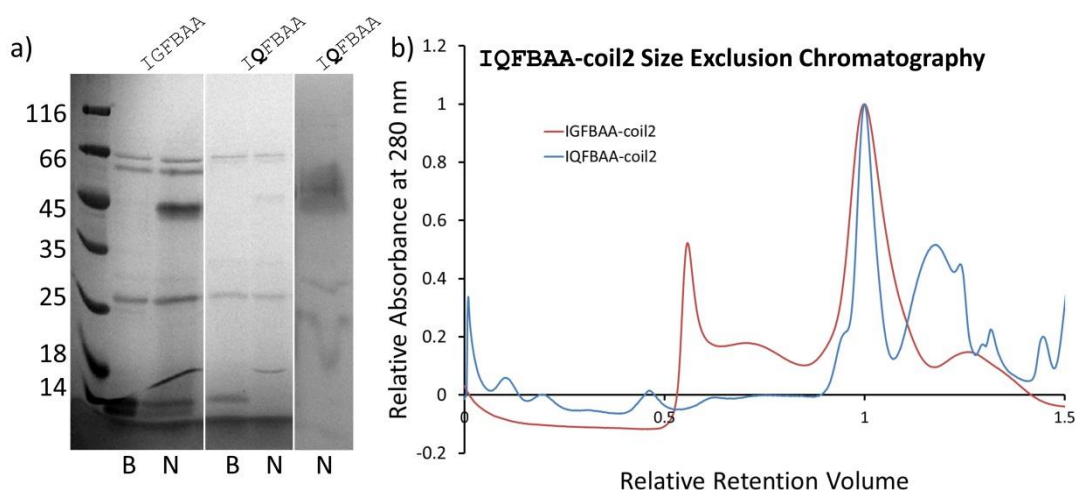 a)
IGFBAA
IQFBAA
IQFBAA
116
66
45
35
25
18
14
B
N
B
N
N
b)
IQFBAA-coil2 Size Exclusion Chromatography
IGFBAA-coil2
IQFBAA-coil2
Relative Absorbance at 280 nm
1.2
1
0.8
0.6
0.4
0.2
0
-0.2
0
0.5
1
1.5
Relative Retention Volume